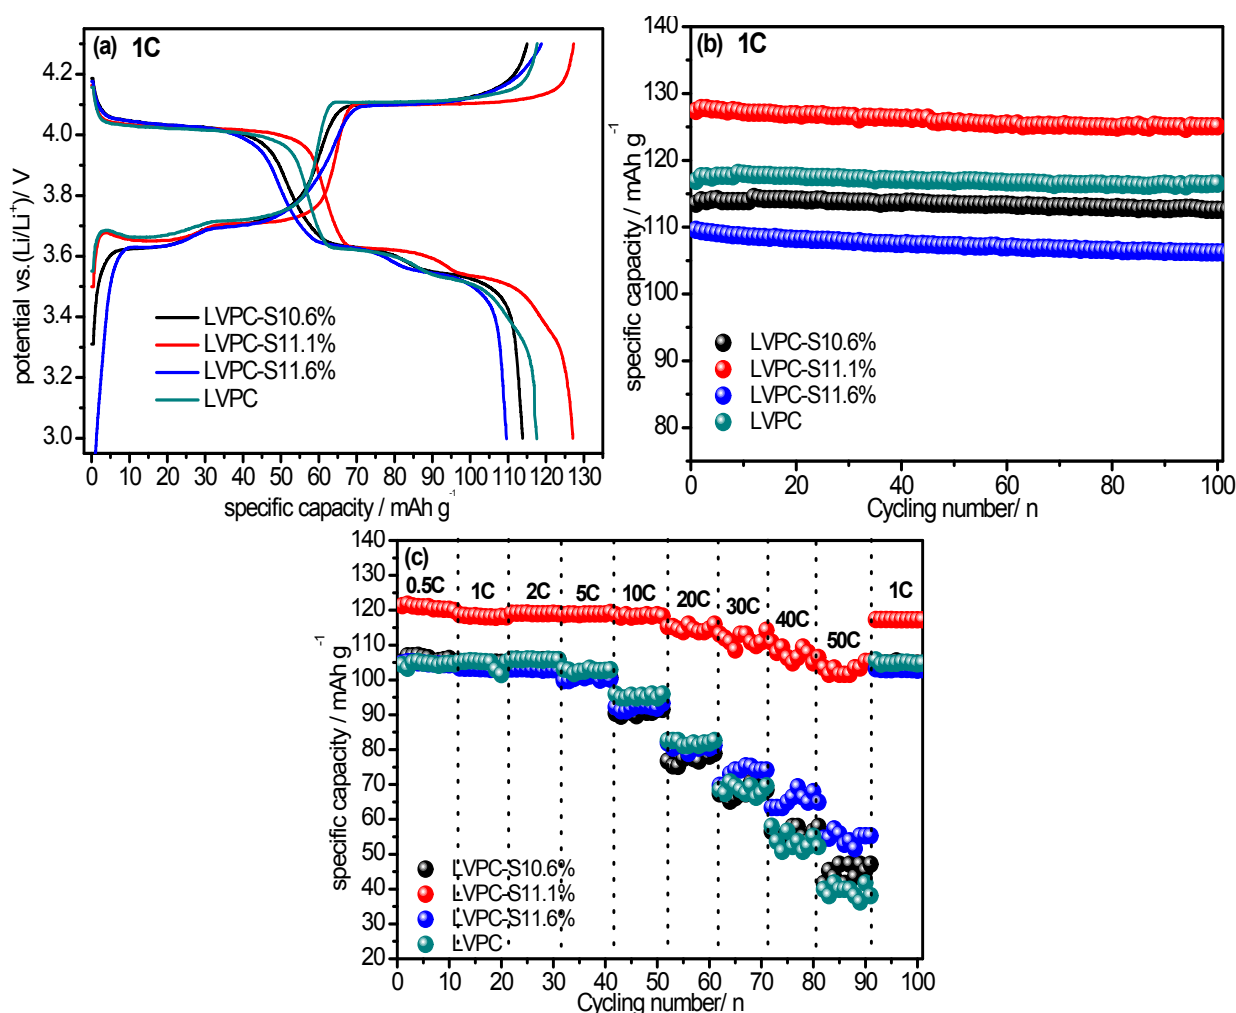 (a) 1C
4.2
4.0
3.8
3.6
3.4
3.2
3.0
potential vs.(Li/Li⁺)/ V
LVPC-S10.6%
LVPC-S11.1%
LVPC-S11.6%
LVPC
0 10 20 30 40 50 60 70 80 90 100 110 120 130
specific capacity / mAh g⁻¹
(b) 1C
140
130
120
110
100
90
80
specific capacity / mAh g⁻¹
LVPC-S10.6%
LVPC-S11.1%
LVPC-S11.6%
LVPC
20 40 60 80 100
Cycling number/ n
(c)
140
130
120
110
100
90
80
70
60
50
40
30
20
specific capacity / mAh g⁻¹
0.5C 1C 2C 5C 10C 20C 30C 40C 50C 1C
LVPC-S10.6%
LVPC-S11.1%
LVPC-S11.6%
LVPC
0 10 20 30 40 50 60 70 80 90 100
Cycling number/ n